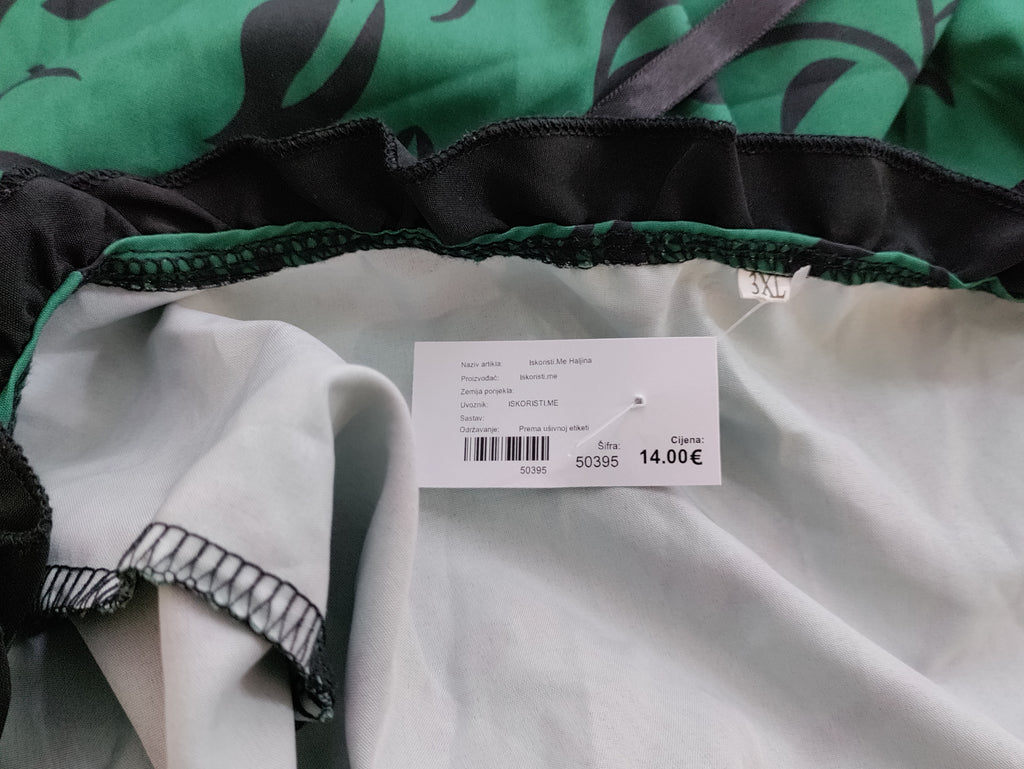 3XL
Naziv artikla: Iskoristi.Me Haljina
Proizvođač: Iskoristi.me
Zemlja porijekla:
Uvoznik: ISKORISTI.ME
Sastav:
Održavanje: Prema ušivnoj etiketi
50395
Šifra:
50395
Cijena:
14.00€